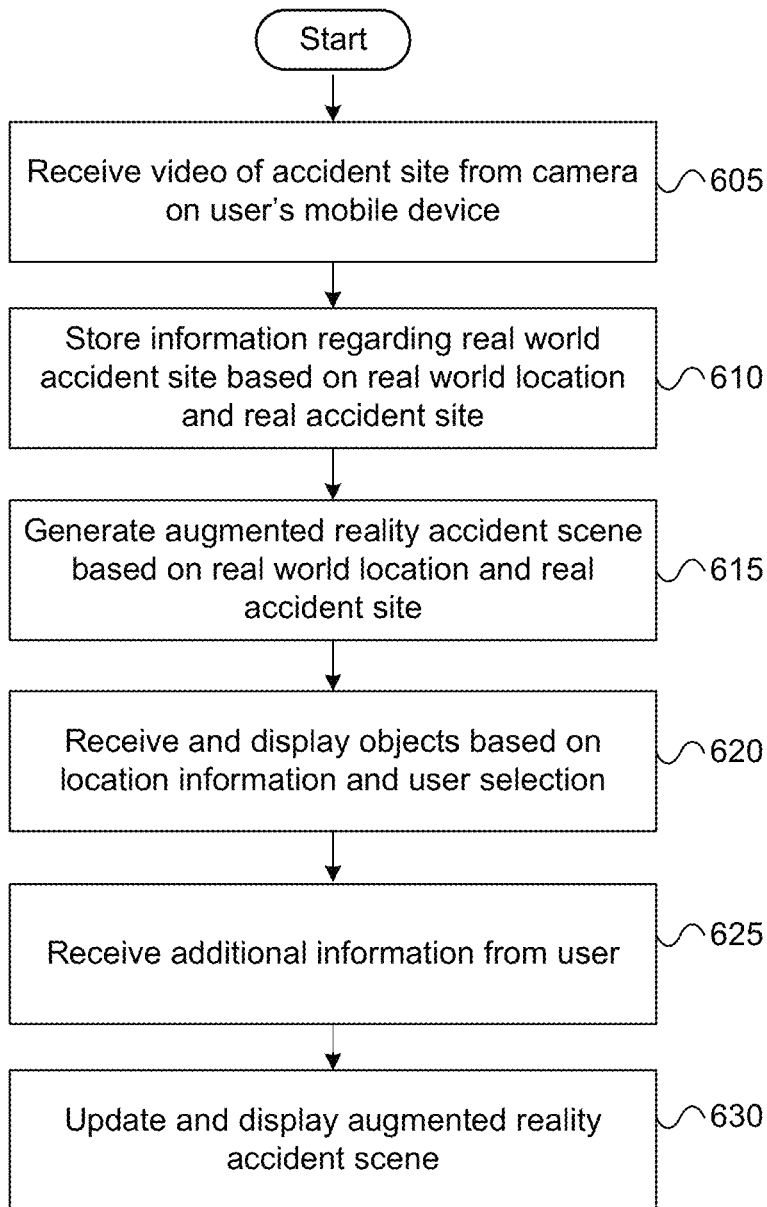 Start
Receive video of accident site from camera
on user's mobile device
605
Store information regarding real world
accident site based on real world location
and real accident site
610
Generate augmented reality accident scene
based on real world location and real
accident site
615
Receive and display objects based on
location information and user selection
620
Receive additional information from user
625
Update and display augmented reality
accident scene
630